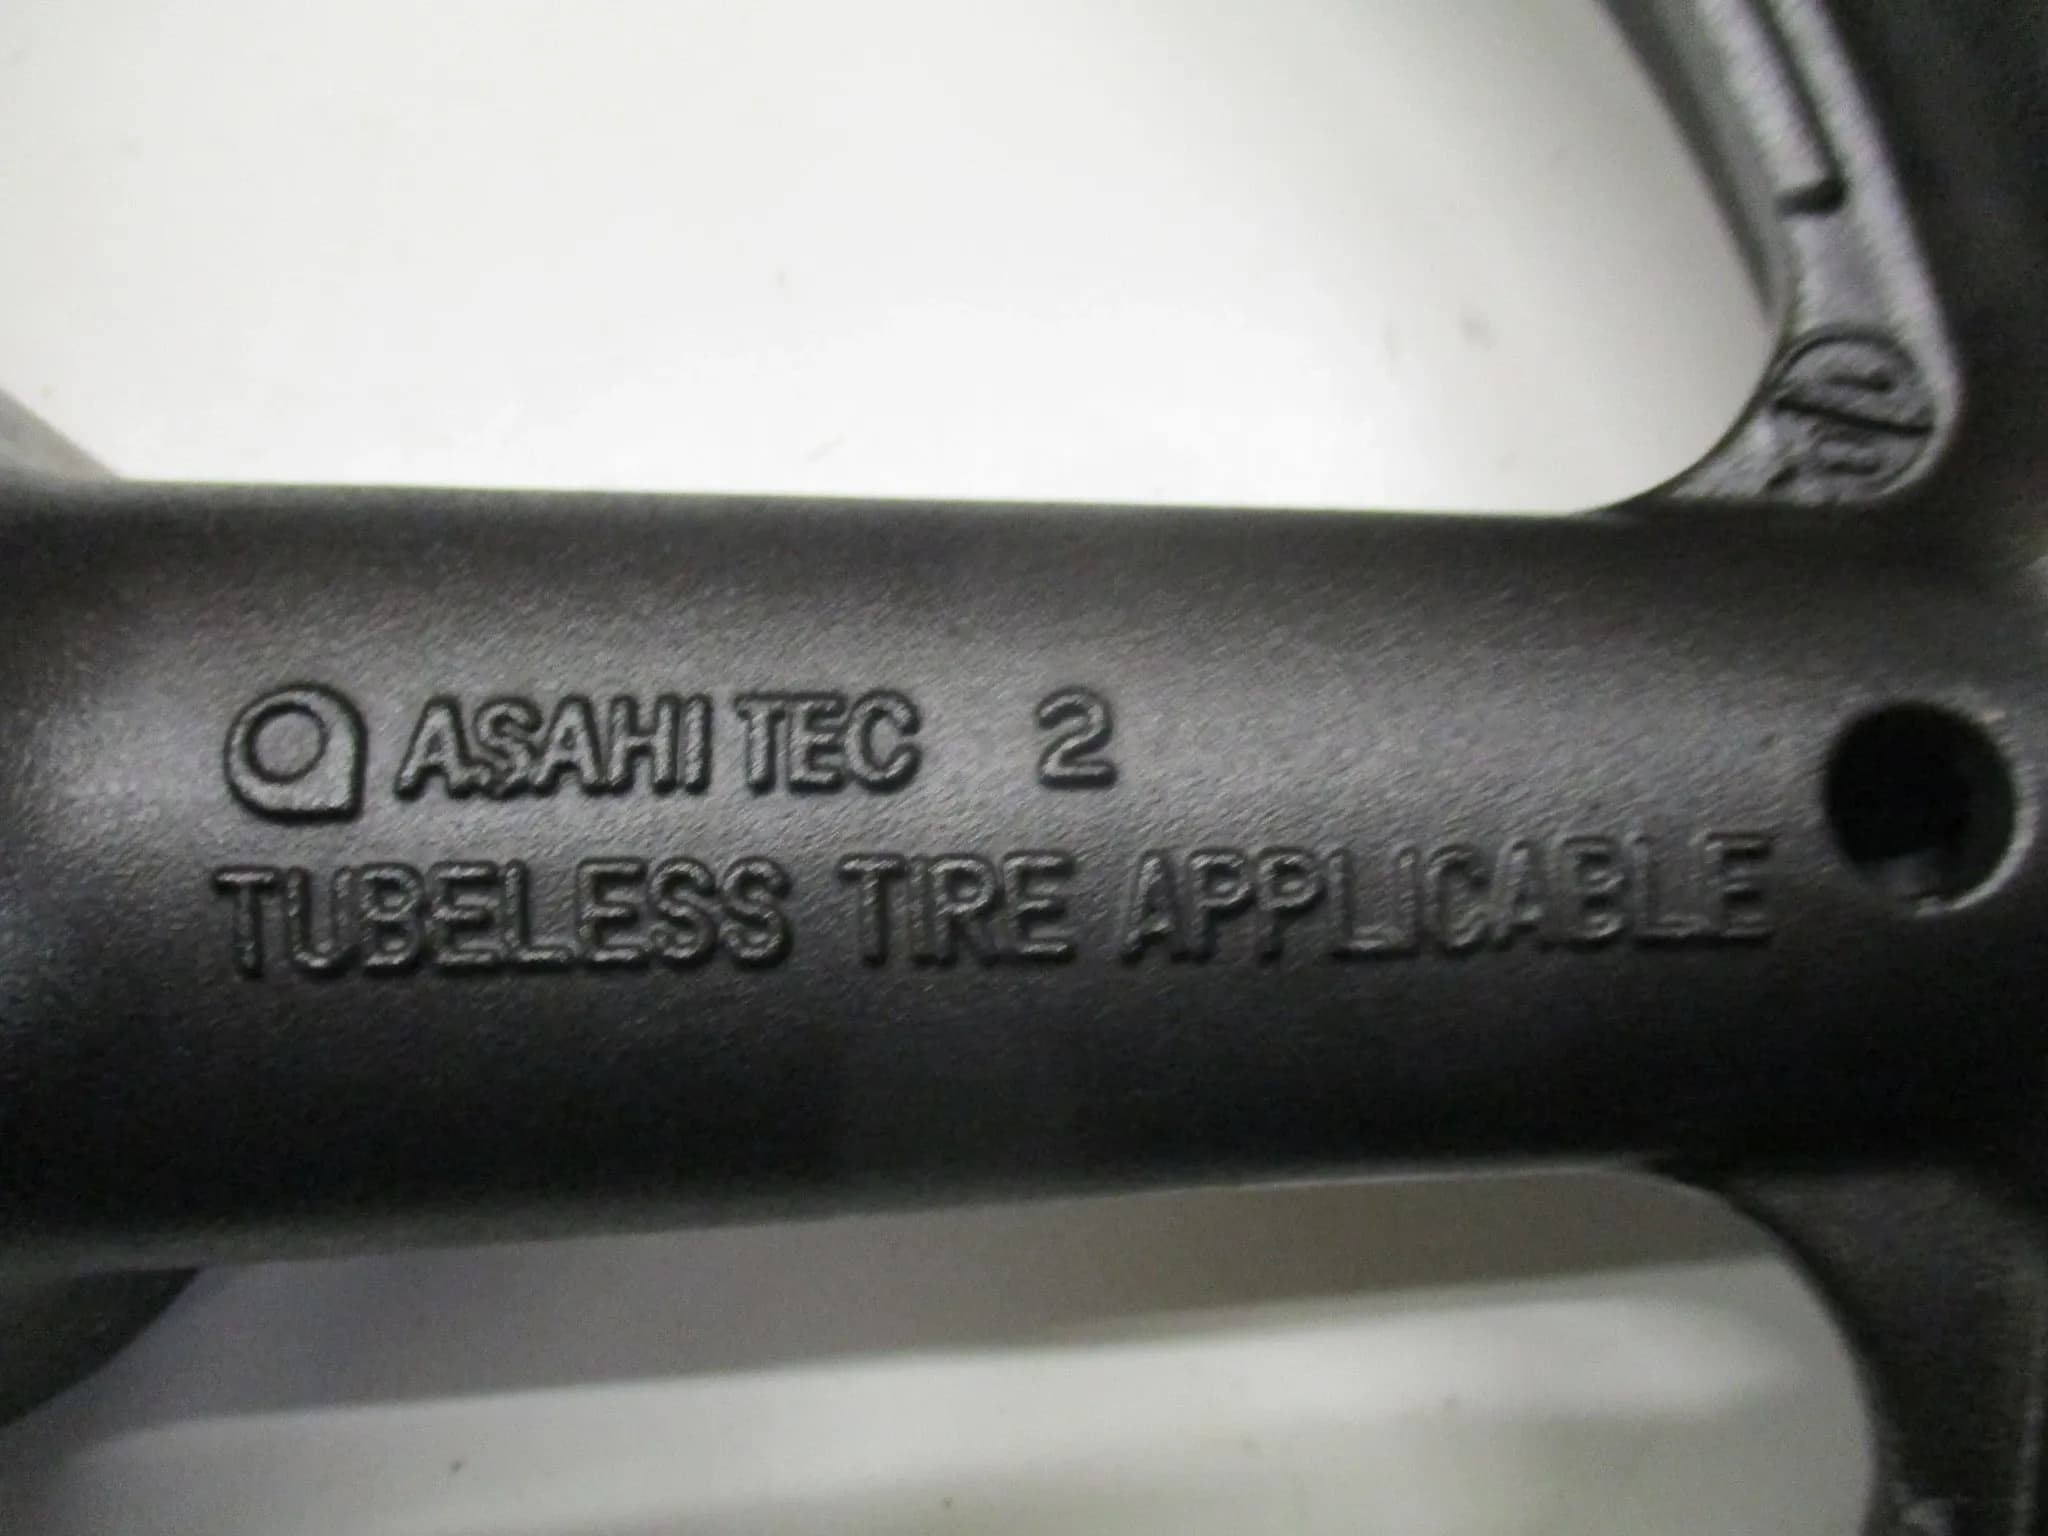 ASAHI TEC 2
TUBELESS TIRE APPLICABLE